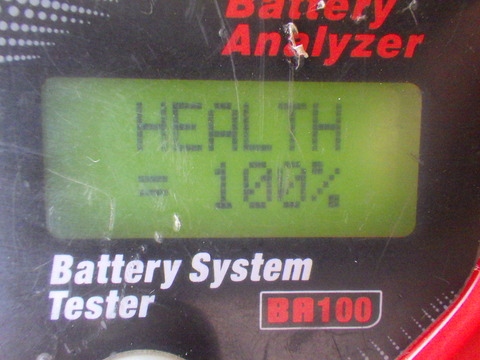 Battery
Analyzer
HEALTH
= 100%
Battery System
Tester
BA100